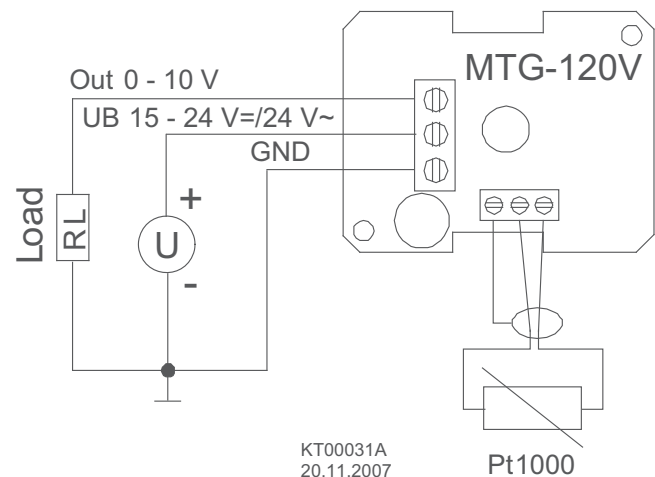 MTG-120V
Out 0 - 10 V
UB 15 - 24 V=/24 V~
GND
Load
RL
+
U
-
KT00031A
20.11.2007
Pt1000